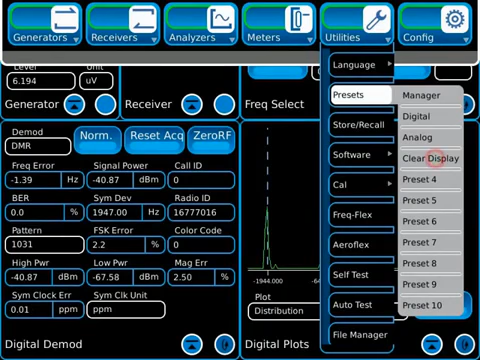 Generators Receivers Analyzers Meters Utilities Config
Level Unit
6.194 uV
Generator Receiver Freq Select
Language
Presets
Store/Recall
Software
Cal
Freq-Flex
Aeroflex
Self Test
Auto Test
File Manager
Manager
Digital
Analog
Clear Display
Preset 4
Preset 5
Preset 6
Preset 7
Preset 8
Preset 9
Preset 10
Demod
DMR
Norm. Reset Acq ZeroRF
Freq Error Signal Power Call ID
-1.39 Hz -40.87 dBm 0
BER Sym Dev Radio ID
0.0 % 1947.00 Hz 16777016
Pattern FSK Error Color Code
1031 2.2 % 0
High Pwr Low Pwr Mag Err
-40.87 dBm -67.58 dBm 2.50 %
Sym Clock Err Sym Clk Unit
0.01 ppm ppm
Digital Demod
-1944.00
Plot
Distribution
Digital Plots